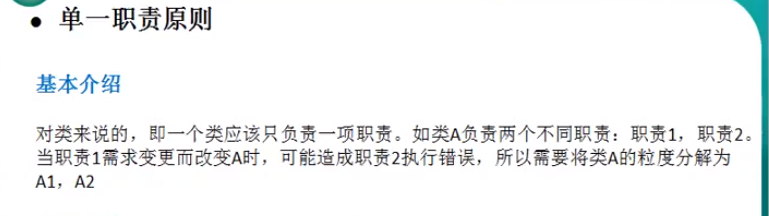 ● 单一职责原则
基本介绍
对类来说的，即一个类应该只负责一项职责。如类A负责两个不同职责：职责1，职责2。
当职责1需求变更而改变A时，可能造成职责2执行错误，所以需要将类A的粒度分解为
A1，A2